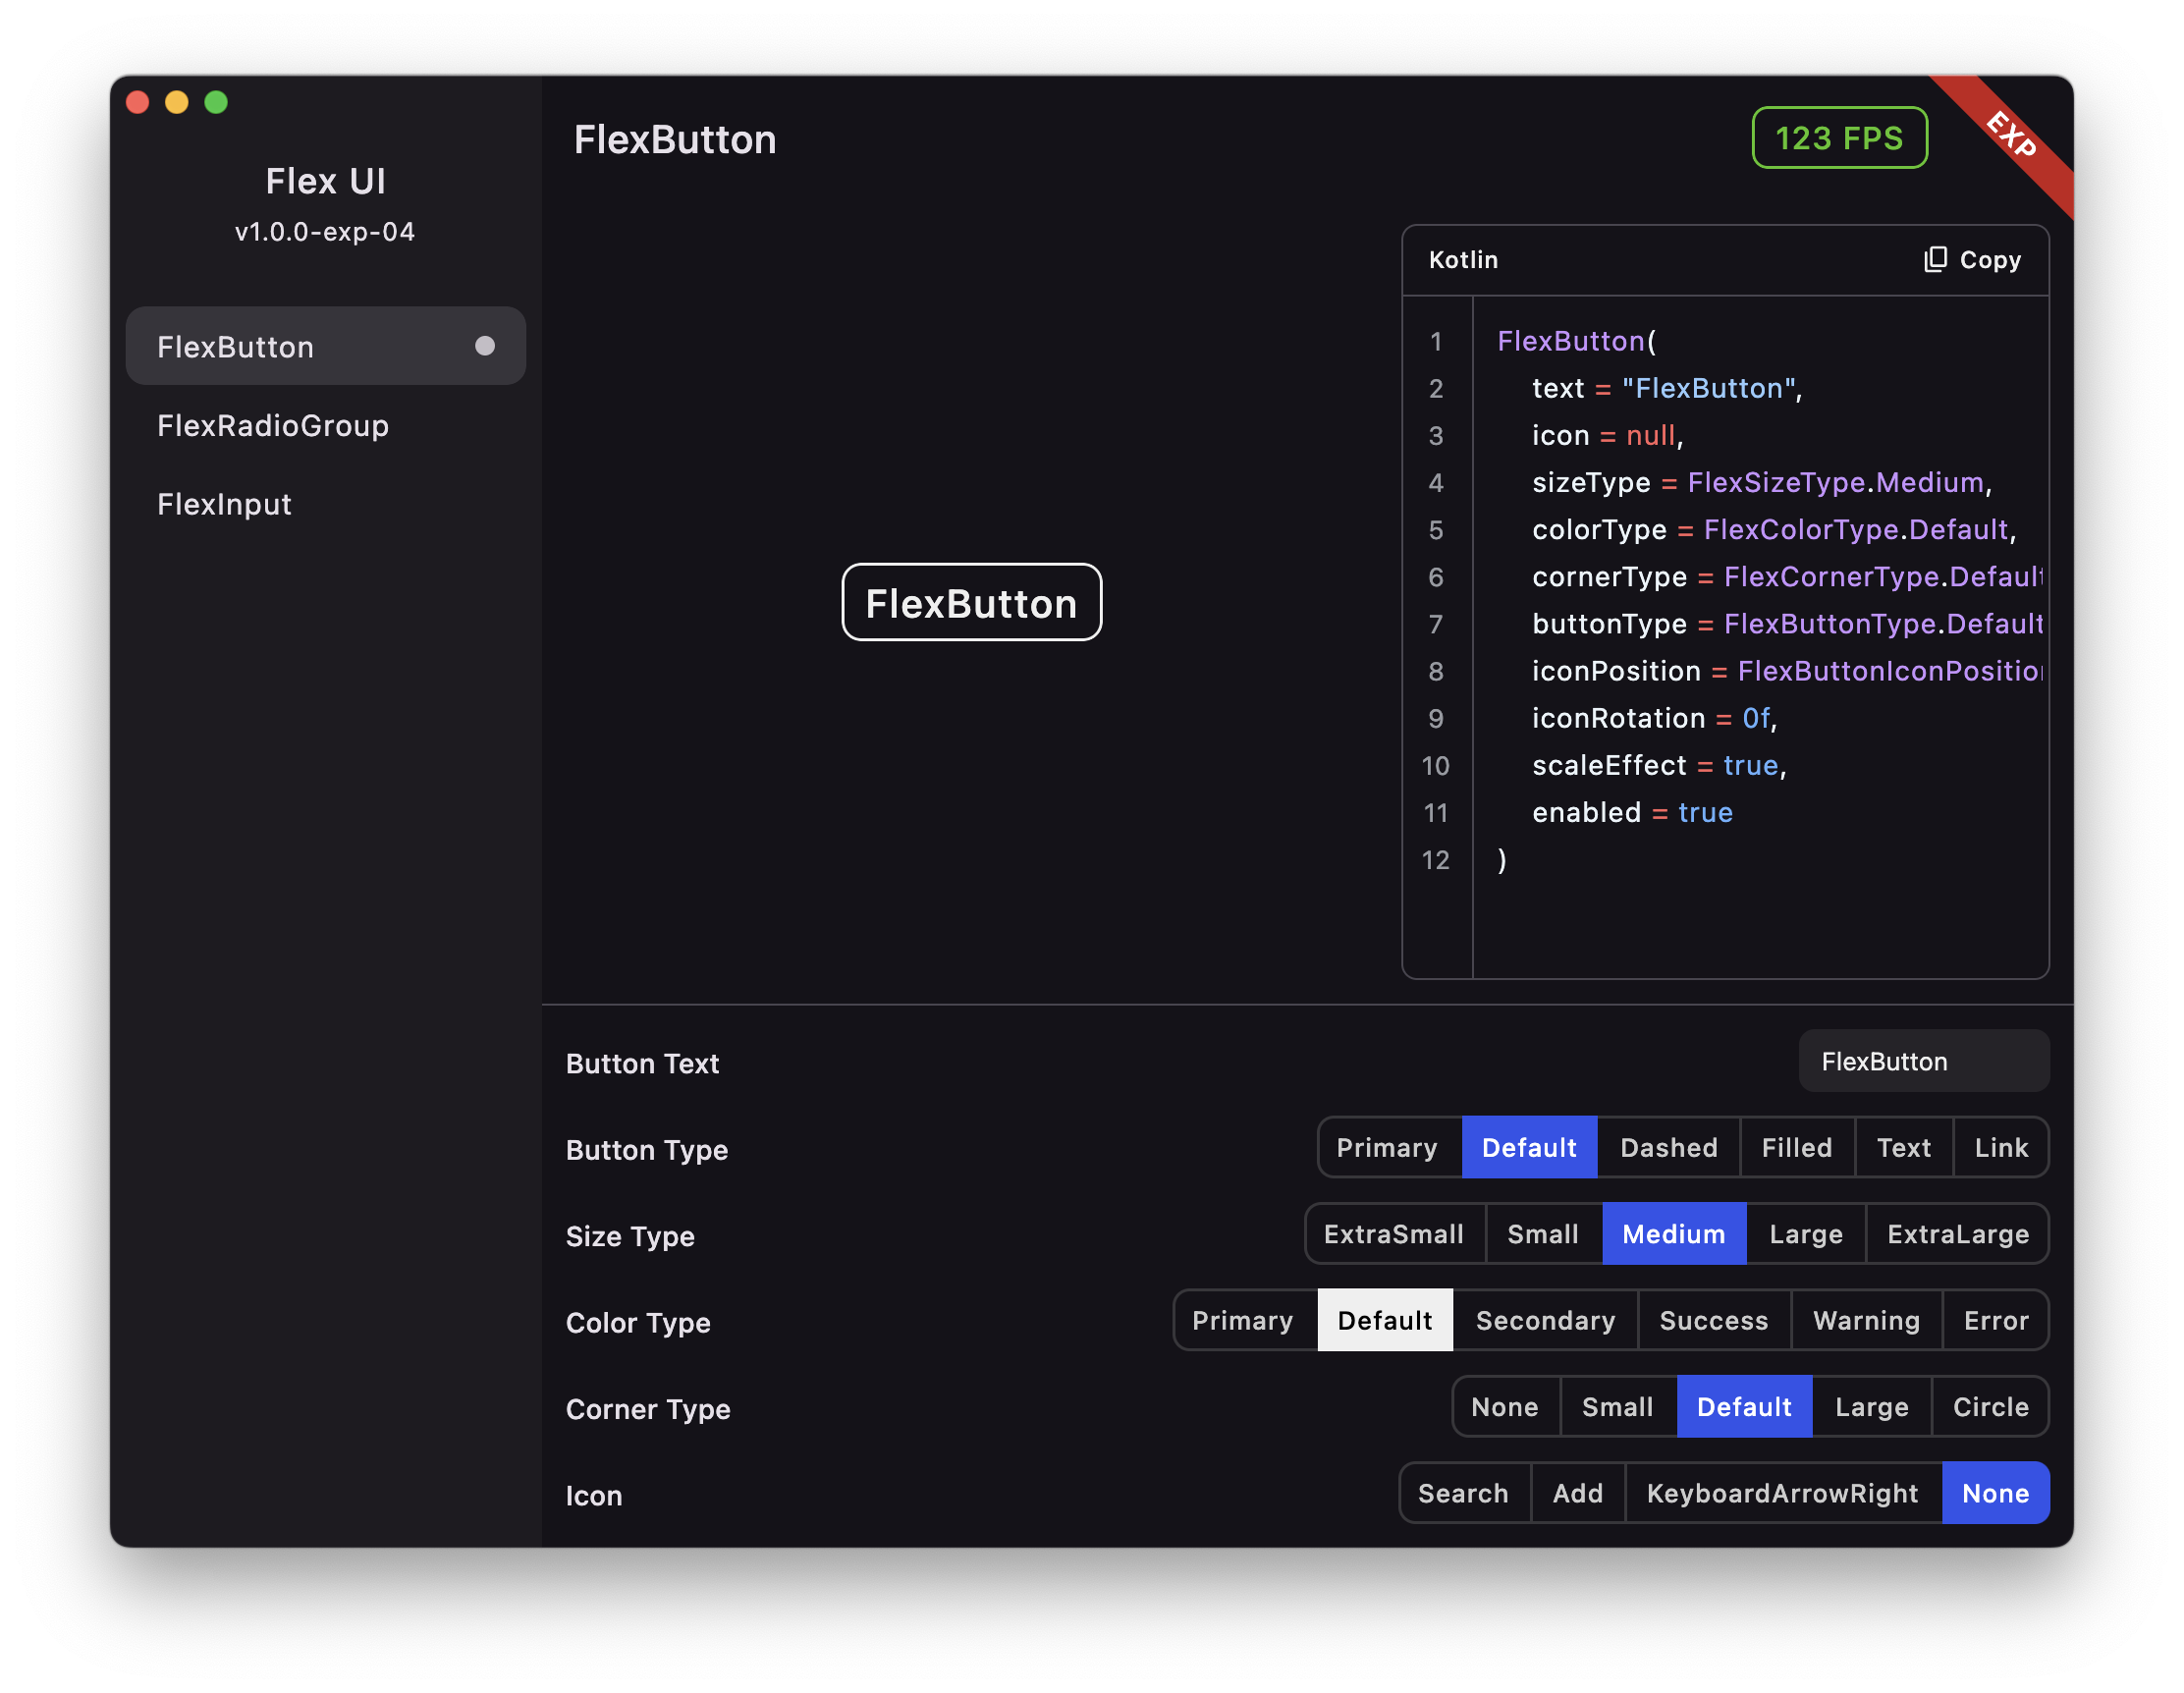 Flex UI
v1.0.0-exp-04
FlexButton
FlexRadioGroup
FlexInput
FlexButton
123 FPS
EXP
FlexButton
Kotlin
Copy
1 FlexButton(
2 text = "FlexButton",
3 icon = null,
4 sizeType = FlexSizeType.Medium,
5 colorType = FlexColorType.Default,
6 cornerType = FlexCornerType.Default
7 buttonType = FlexButtonType.Default
8 iconPosition = FlexButtonIconPosition
9 iconRotation = 0f,
10 scaleEffect = true,
11 enabled = true
12 )
Button Text
FlexButton
Button Type
Primary Default Dashed Filled Text Link
Size Type
ExtraSmall Small Medium Large ExtraLarge
Color Type
Primary Default Secondary Success Warning Error
Corner Type
None Small Default Large Circle
Icon
Search Add KeyboardArrowRight None